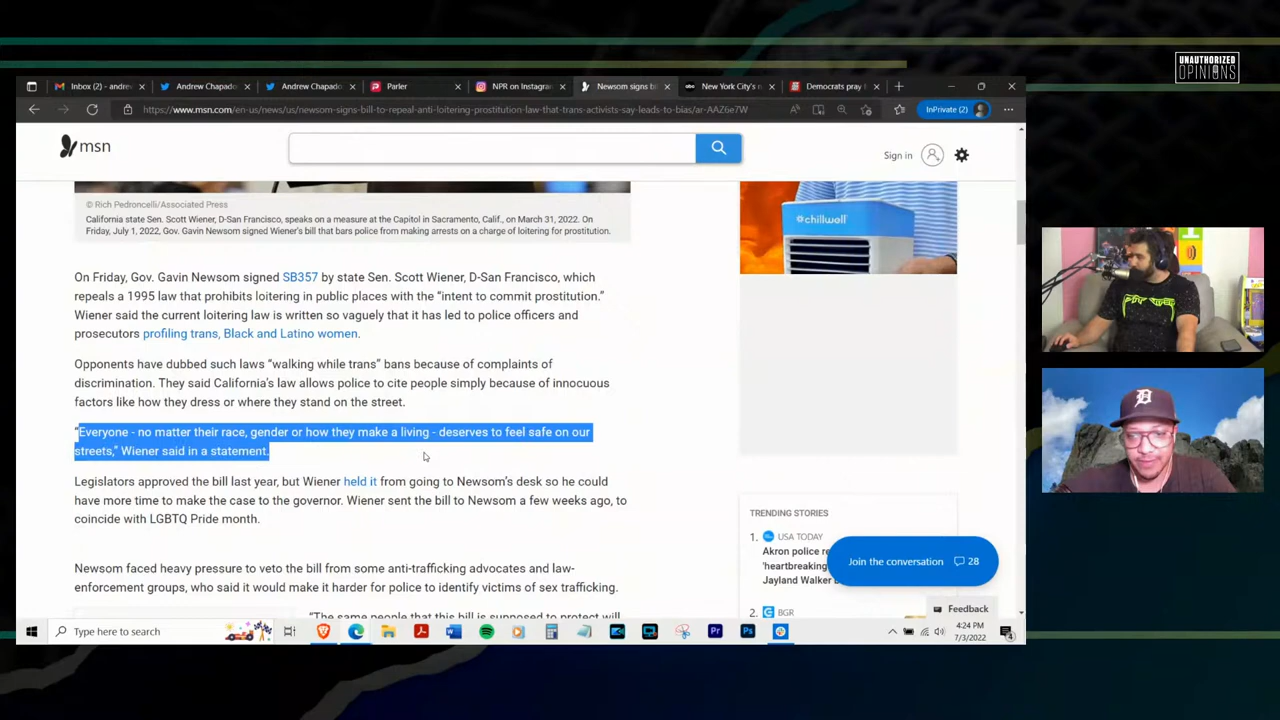 UNAUTHORIZED
OPINIONS
Inbox (2) - andre
Andrew Chapado
Andrew Chapado
Parler
NPR on Instagra
Newsom signs bi
New York City's n
Democrats pray
https://www.msn.com/en-us/news/us/newsom-signs-bill-to-repeal-anti-loitering-prostitution-law-that-trans-activists-say-leads-to-bias/ar-AAZ6e7W
InPrivate (2)
msn
Sign in
© Rich Pedroncelli/Associated Press
California state Sen. Scott Wiener, D-San Francisco, speaks on a measure at the Capitol in Sacramento, Calif., on March 31, 2022. On
Friday, July 1, 2022, Gov. Gavin Newsom signed Wiener's bill that bars police from making arrests on a charge of loitering for prostitution.
chillwell
On Friday, Gov. Gavin Newsom signed SB357 by state Sen. Scott Wiener, D-San Francisco, which
repeals a 1995 law that prohibits loitering in public places with the “intent to commit prostitution.”
Wiener said the current loitering law is written so vaguely that it has led to police officers and
prosecutors profiling trans, Black and Latino women.
Opponents have dubbed such laws “walking while trans” bans because of complaints of
discrimination. They said California’s law allows police to cite people simply because of innocuous
factors like how they dress or where they stand on the street.
“Everyone - no matter their race, gender or how they make a living - deserves to feel safe on our
streets,” Wiener said in a statement.
Legislators approved the bill last year, but Wiener held it from going to Newsom’s desk so he could
have more time to make the case to the governor. Wiener sent the bill to Newsom a few weeks ago, to
coincide with LGBTQ Pride month.
Newsom faced heavy pressure to veto the bill from some anti-trafficking advocates and law-
enforcement groups, who said it would make it harder for police to identify victims of sex trafficking.
“The same people that this bill is supposed to protect will
TRENDING STORIES
1. USA TODAY
Akron police re
'heartbreaking
Jayland Walker
2. BGR
Join the conversation 28
Feedback
Type here to search
4:24 PM
7/3/2022
4